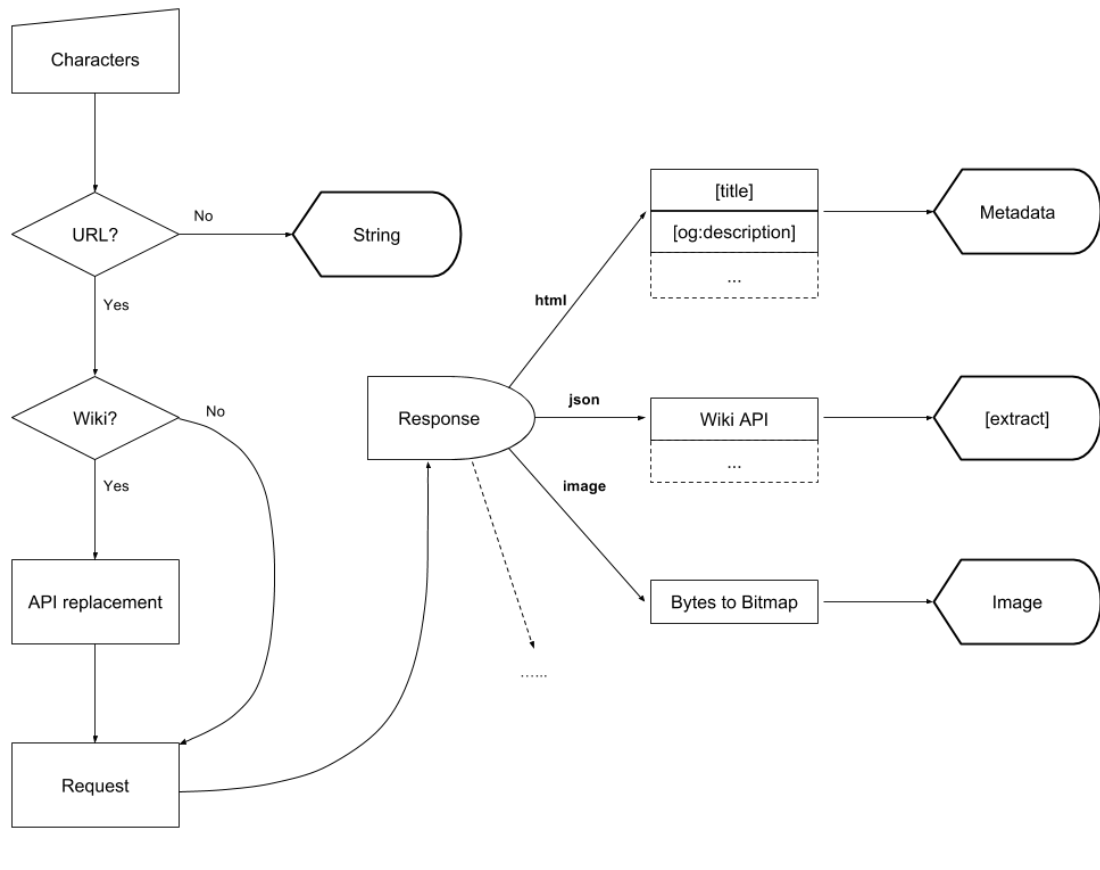 Characters
URL?
No
String
Yes
Wiki?
No
Yes
API replacement
Request
Response
html
[title]
[og:description]
...
Metadata
json
Wiki API
...
[extract]
image
Bytes to Bitmap
Image
......